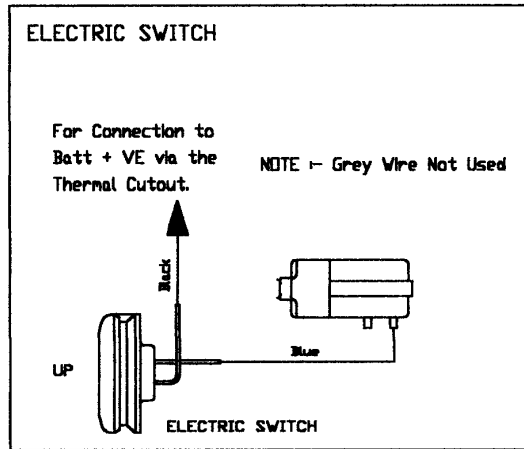 ELECTRIC SWITCH
For Connection to
Batt + VE via the
Thermal Cutout.
NOTE :- Grey Wire Not Used
Black
Blue
UP
ELECTRIC SWITCH